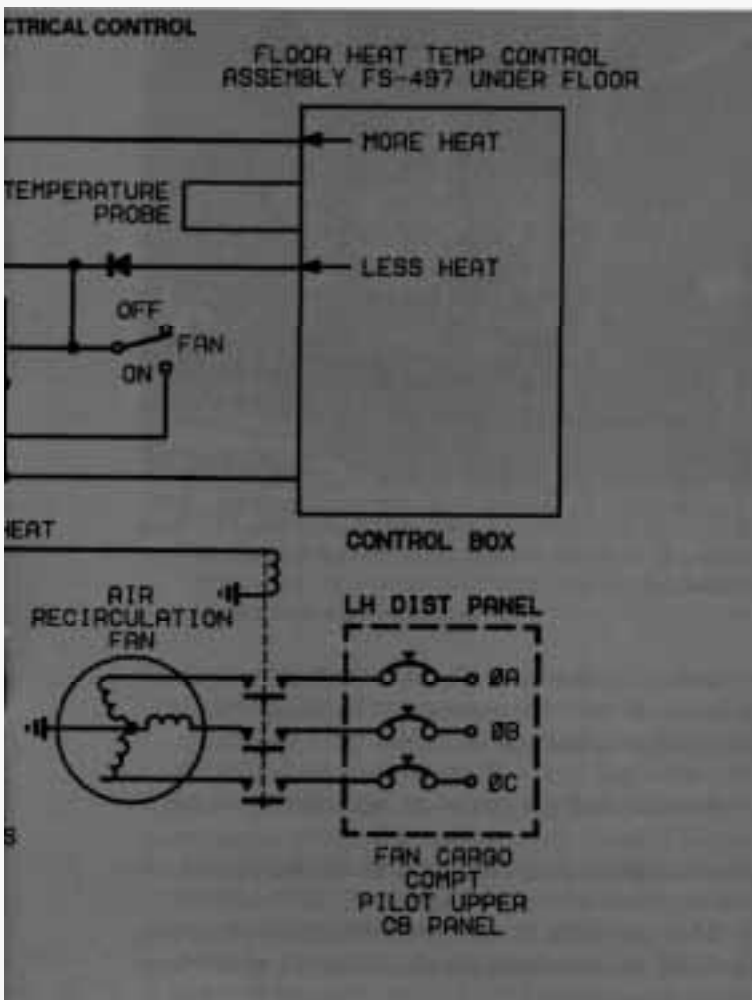 CTRICAL CONTROL
FLOOR HEAT TEMP CONTROL
ASSEMBLY FS-497 UNDER FLOOR
MORE HEAT
TEMPERATURE
PROBE
LESS HEAT
OFF
FAN
ON
HEAT
CONTROL BOX
AIR
RECIRCULATION
FAN
LH DIST PANEL
ØA
ØB
ØC
S
FAN CARGO
COMPT
PILOT UPPER
CB PANEL